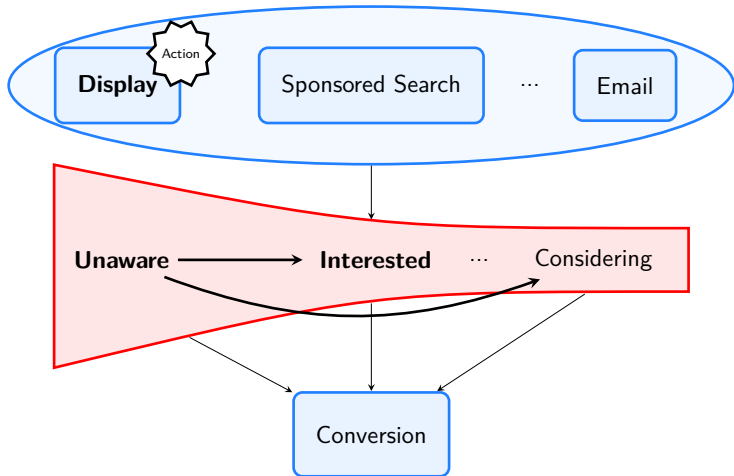 Action
Display
Sponsored Search
...
Email
Unaware
Interested
...
Considering
Conversion